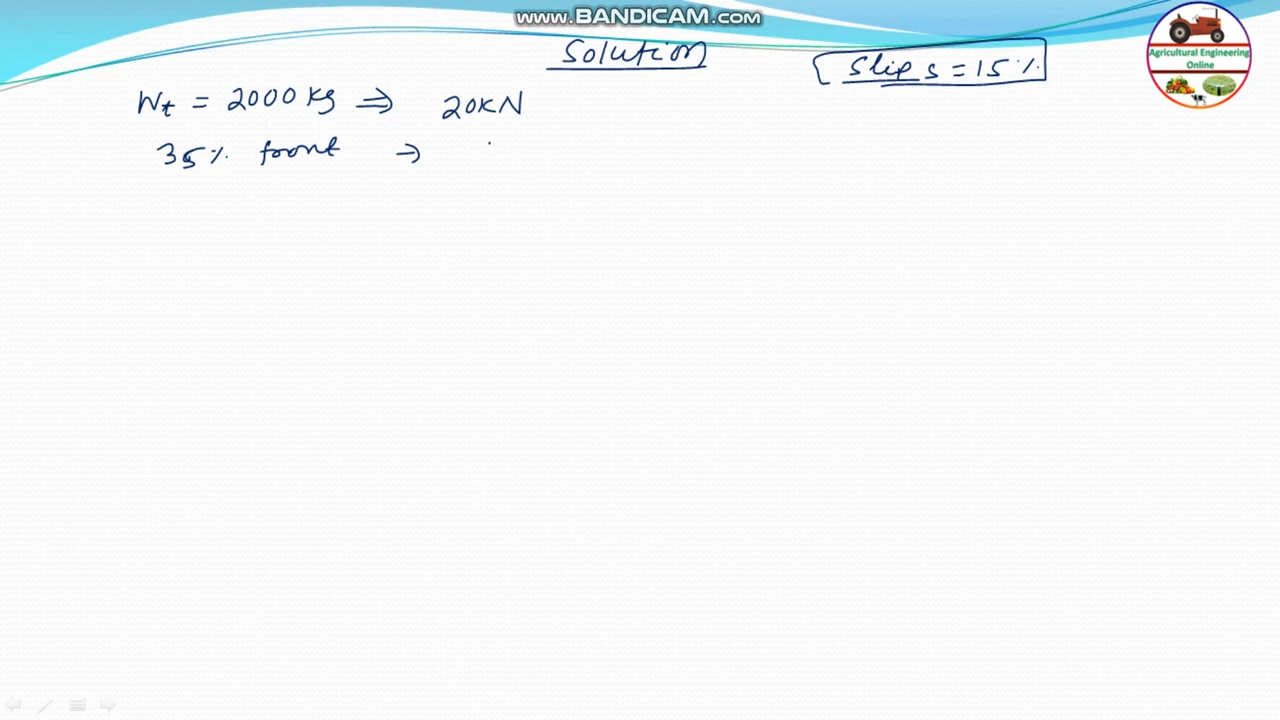 www.BANDICAM.com
Solution
Slip s = 15 %
Agricultural Engineering
Online
Wt = 2000 kg ⇒ 20KN
35% front →